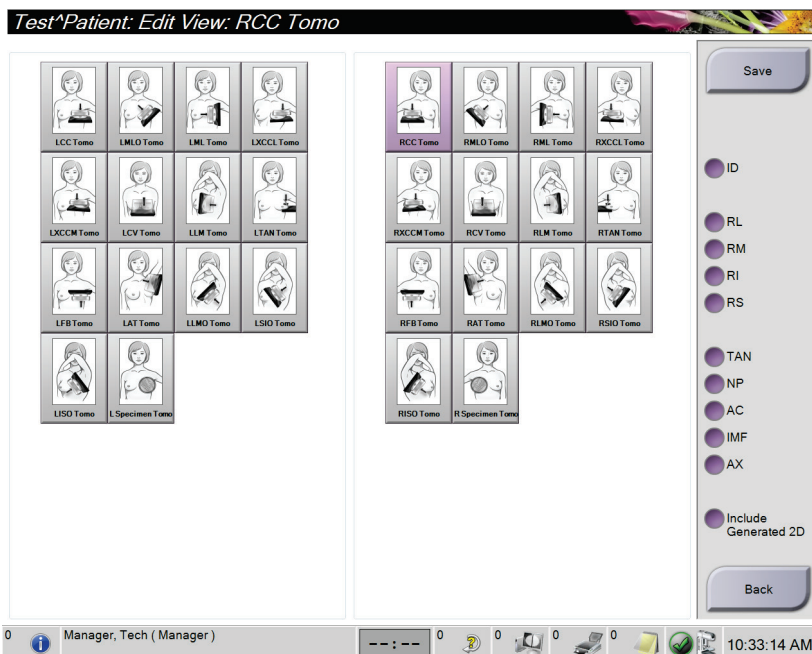 Test^Patient: Edit View: RCC Tomo
LCC Tomo
LMLO Tomo
LML Tomo
LXCCL Tomo
LXCCM Tomo
LCV Tomo
LLM Tomo
LTAN Tomo
LFB Tomo
LAT Tomo
LLMO Tomo
LSIO Tomo
LISO Tomo
L Specimen Tomo
RCC Tomo
RMLO Tomo
RML Tomo
RXCCL Tomo
RXCCM Tomo
RCV Tomo
RLM Tomo
RTAN Tomo
RFB Tomo
RAT Tomo
RLMO Tomo
RSIO Tomo
RISO Tomo
R Specimen Tomo
Save
ID
RL
RM
RI
RS
TAN
NP
AC
IMF
AX
Include
Generated 2D
Back
0
Manager, Tech ( Manager )
--:--
0
0
0
0
10:33:14 AM